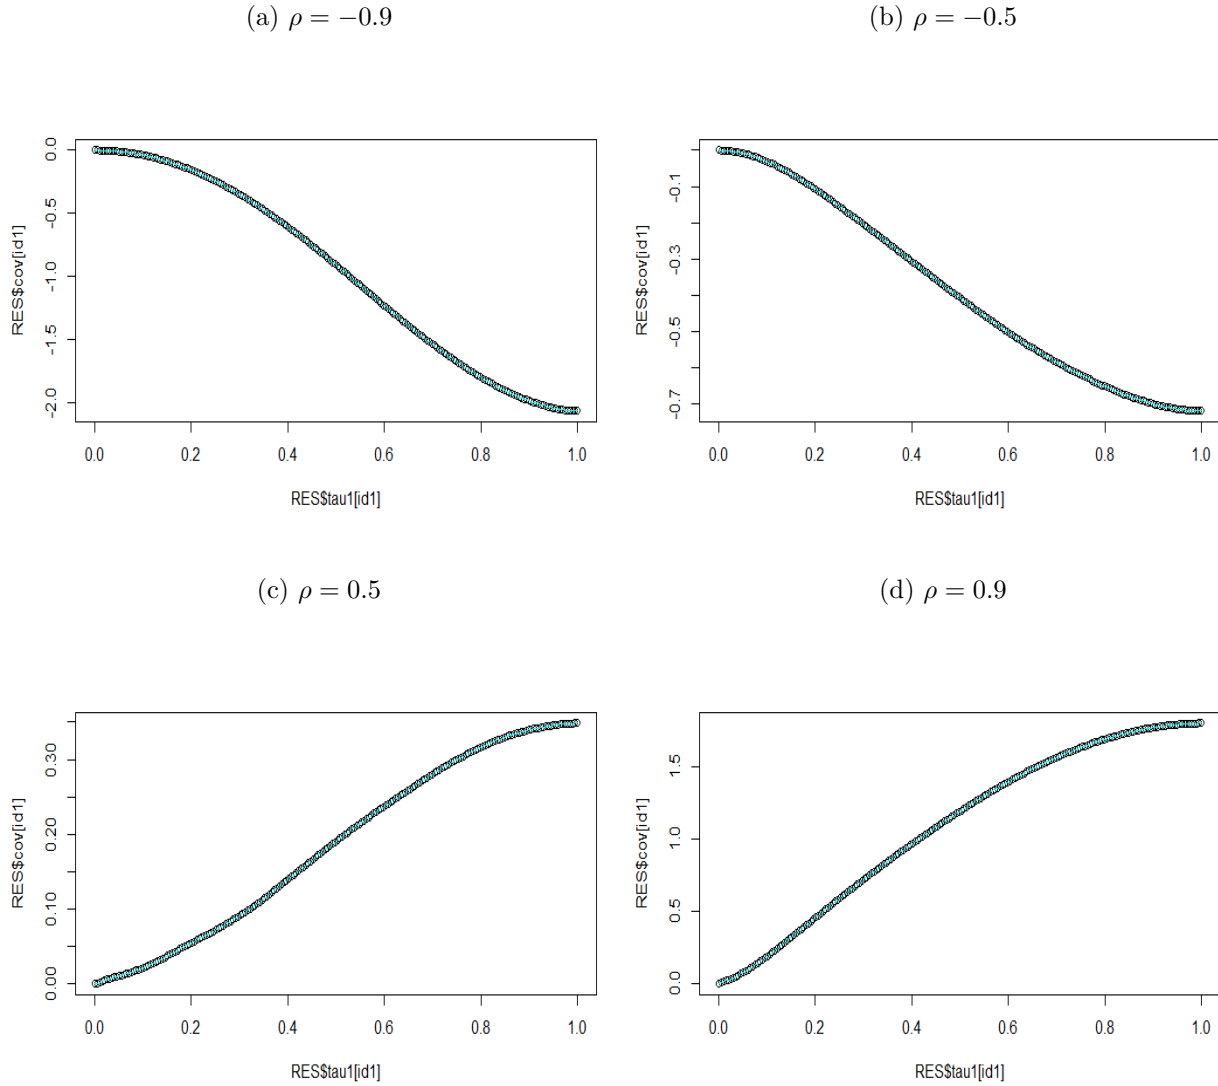 (a) ρ = −0.9
(b) ρ = −0.5
RES$cov[id1]
0.0
-0.5
-1.0
-1.5
-2.0
0.0 0.2 0.4 0.6 0.8 1.0
RES$tau1[id1]
RES$cov[id1]
-0.1
-0.3
-0.5
-0.7
0.0 0.2 0.4 0.6 0.8 1.0
RES$tau1[id1]
(c) ρ = 0.5
(d) ρ = 0.9
RES$cov[id1]
0.30
0.20
0.10
0.00
0.0 0.2 0.4 0.6 0.8 1.0
RES$tau1[id1]
RES$cov[id1]
1.5
1.0
0.5
0.0
0.0 0.2 0.4 0.6 0.8 1.0
RES$tau1[id1]